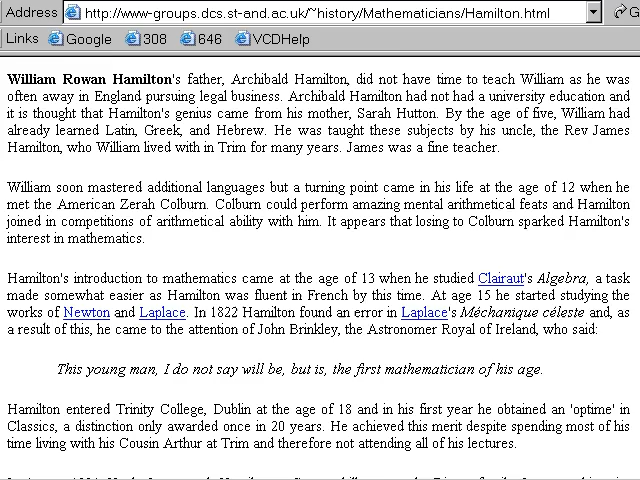 Address http://www-groups.dcs.st-and.ac.uk/~history/Mathematicians/Hamilton.html G
Links Google 308 646 VCDHelp
William Rowan Hamilton's father, Archibald Hamilton, did not have time to teach William as he was
often away in England pursuing legal business. Archibald Hamilton had not had a university education and
it is thought that Hamilton's genius came from his mother, Sarah Hutton. By the age of five, William had
already learned Latin, Greek, and Hebrew. He was taught these subjects by his uncle, the Rev James
Hamilton, who William lived with in Trim for many years. James was a fine teacher.
William soon mastered additional languages but a turning point came in his life at the age of 12 when he
met the American Zerah Colburn. Colburn could perform amazing mental arithmetical feats and Hamilton
joined in competitions of arithmetical ability with him. It appears that losing to Colburn sparked Hamilton's
interest in mathematics.
Hamilton's introduction to mathematics came at the age of 13 when he studied Clairaut's Algebra, a task
made somewhat easier as Hamilton was fluent in French by this time. At age 15 he started studying the
works of Newton and Laplace. In 1822 Hamilton found an error in Laplace's Méchanique céleste and, as
a result of this, he came to the attention of John Brinkley, the Astronomer Royal of Ireland, who said:
This young man, I do not say will be, but is, the first mathematician of his age.
Hamilton entered Trinity College, Dublin at the age of 18 and in his first year he obtained an 'optime' in
Classics, a distinction only awarded once in 20 years. He achieved this merit despite spending most of his
time living with his Cousin Arthur at Trim and therefore not attending all of his lectures.